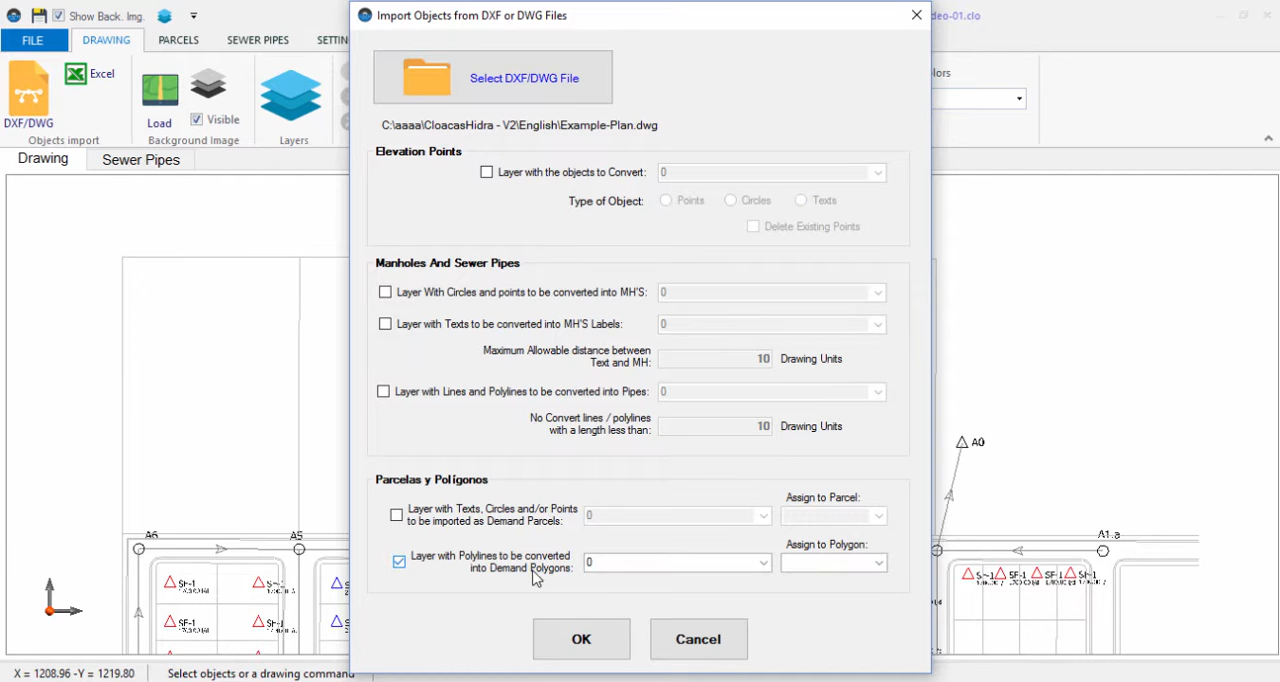 Show Back. Img.
Import Objects from DXF or DWG Files
deo-01.clo
FILE
DRAWING
PARCELS
SEWER PIPES
SETTIN
Select DXF/DWG File
Excel
DXF/DWG
Load
Visible
Objects import
Background Image
Layers
lors
C:\aaaa\CloacasHidra - V2\English\Example-Plan.dwg
Drawing
Sewer Pipes
Elevation Points
Layer with the objects to Convert:
0
Type of Object:
Points
Circles
Texts
Delete Existing Points
Manholes And Sewer Pipes
Layer With Circles and points to be converted into MH'S:
0
Layer with Texts to be converted into MH'S Labels:
0
Maximum Allowable distance between
Text and MH:
10
Drawing Units
Layer with Lines and Polylines to be converted into Pipes:
0
No Convert lines / polylines
with a length less than:
10
Drawing Units
Parcelas y Polígonos
Layer with Texts, Circles and/or Points
to be imported as Demand Parcels:
0
Assign to Parcel:
Layer with Polylines to be converted
into Demand Polygons:
0
Assign to Polygon:
OK
Cancel
A6
A5
A0
A1.a
SF-1
SF-1
X = 1208.96 -Y = 1219.80
Select objects or a drawing command